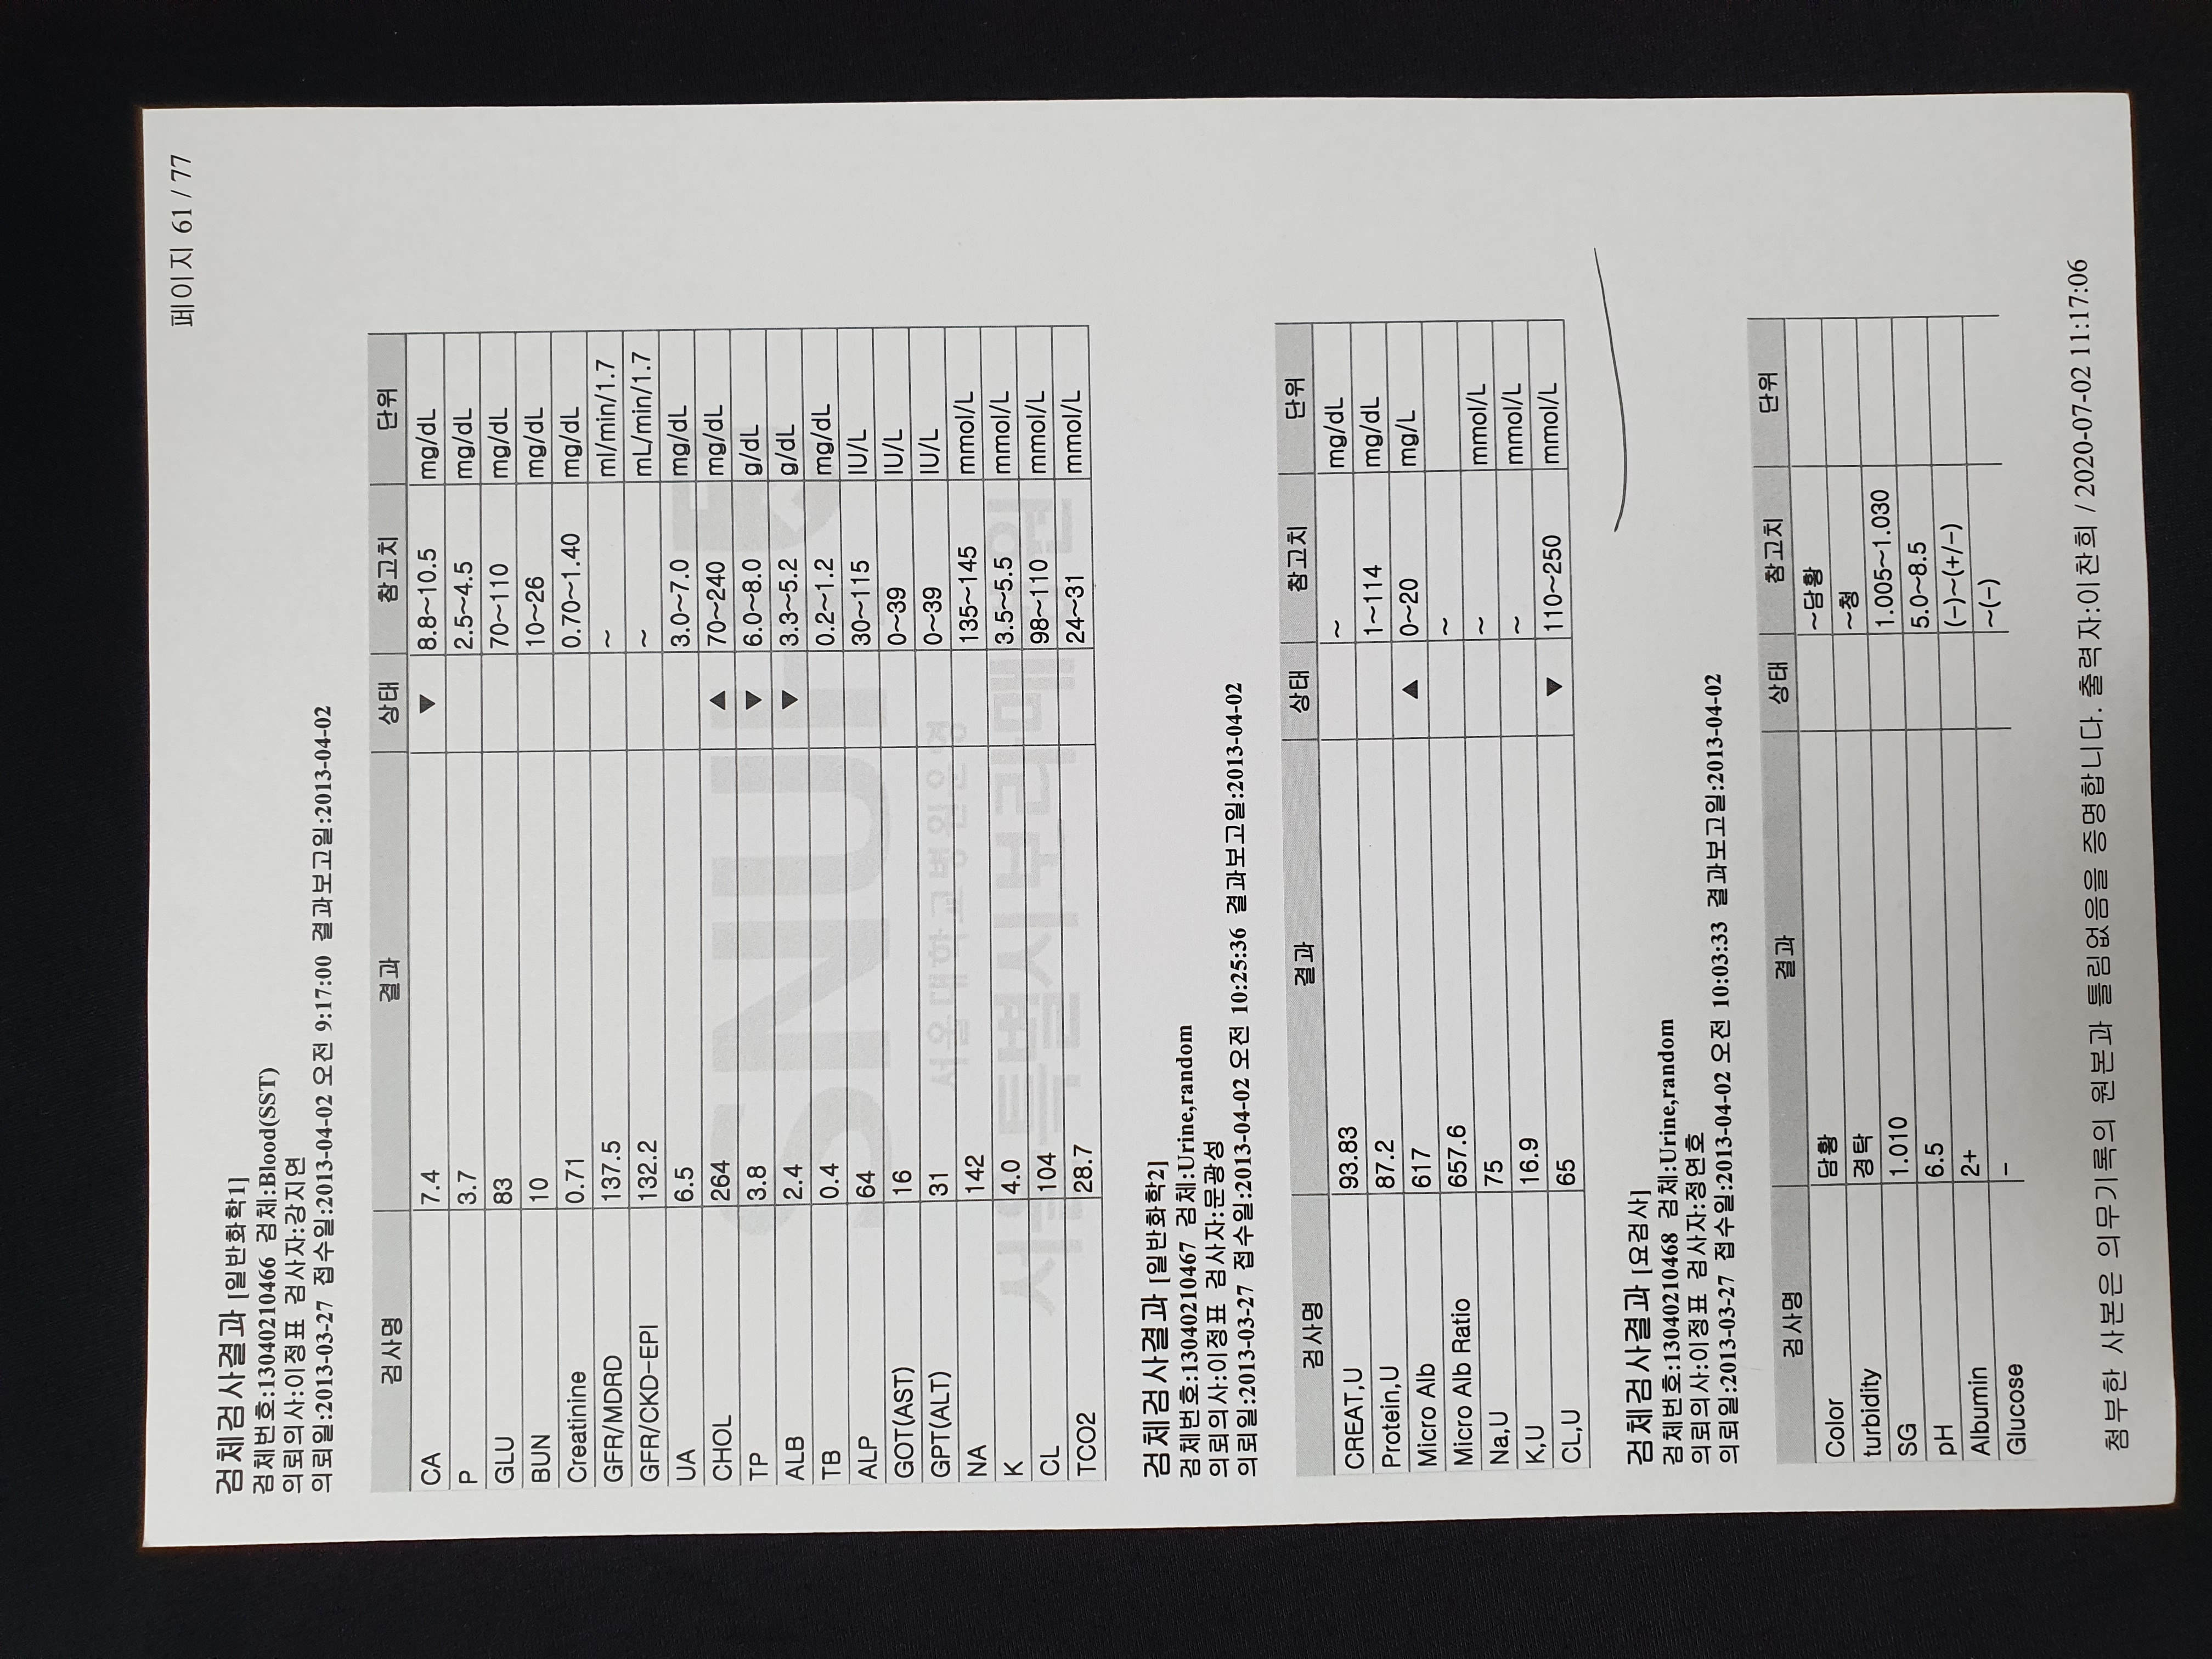 페이지 61 / 77
검체검사결과 [일반화학1]
검체번호:13040210466 검체:Blood(SST)
의뢰의사:이정표 검사자:강지연
의뢰일:2013-03-27 접수일:2013-04-02 오전 9:17:00 결과보고일:2013-04-02
검사명 결과 상태 참고치 단위
CA 7.4 ▼ 8.8~10.5 mg/dL
P 3.7 2.5~4.5 mg/dL
GLU 83 70~110 mg/dL
BUN 10 10~26 mg/dL
Creatinine 0.71 0.70~1.40 mg/dL
GFR/MDRD 137.5 ~ ml/min/1.7
GFR/CKD-EPI 132.2 ~ mL/min/1.7
UA 6.5 3.0~7.0 mg/dL
CHOL 264 ▲ 70~240 mg/dL
TP 3.8 ▼ 6.0~8.0 g/dL
ALB 2.4 ▼ 3.3~5.2 g/dL
TB 0.4 0.2~1.2 mg/dL
ALP 64 30~115 IU/L
GOT(AST) 16 0~39 IU/L
GPT(ALT) 31 0~39 IU/L
NA 142 135~145 mmol/L
K 4.0 3.5~5.5 mmol/L
CL 104 98~110 mmol/L
TCO2 28.7 24~31 mmol/L
SNUH
서울대학교병원운영
서울특별시보라매병원
검체검사결과 [일반화학2]
검체번호:13040210467 검체:Urine,random
의뢰의사:이정표 검사자:문광성
의뢰일:2013-03-27 접수일:2013-04-02 오전 10:25:36 결과보고일:2013-04-02
검사명 결과 상태 참고치 단위
CREAT,U 93.83 ~ mg/dL
Protein,U 87.2 1~114 mg/dL
Micro Alb 617 ▲ 0~20 mg/L
Micro Alb Ratio 657.6 ~
Na,U 75 ~ mmol/L
K,U 16.9 ~ mmol/L
CL,U 65 ▼ 110~250 mmol/L
검체검사결과 [요검사]
검체번호:13040210468 검체:Urine,random
의뢰의사:이정표 검사자:정연호
의뢰일:2013-03-27 접수일:2013-04-02 오전 10:03:33 결과보고일:2013-04-02
검사명 결과 상태 참고치 단위
Color 담황 ~담황
turbidity 경탁 ~청
SG 1.010 1.005~1.030
pH 6.5 5.0~8.5
Albumin 2+ (-)~(+/-)
Glucose - ~(-)
첨부한 사본은 의무기록의 원본과 틀림없음을 증명합니다. 출력자:이찬희 / 2020-07-02 11:17:06